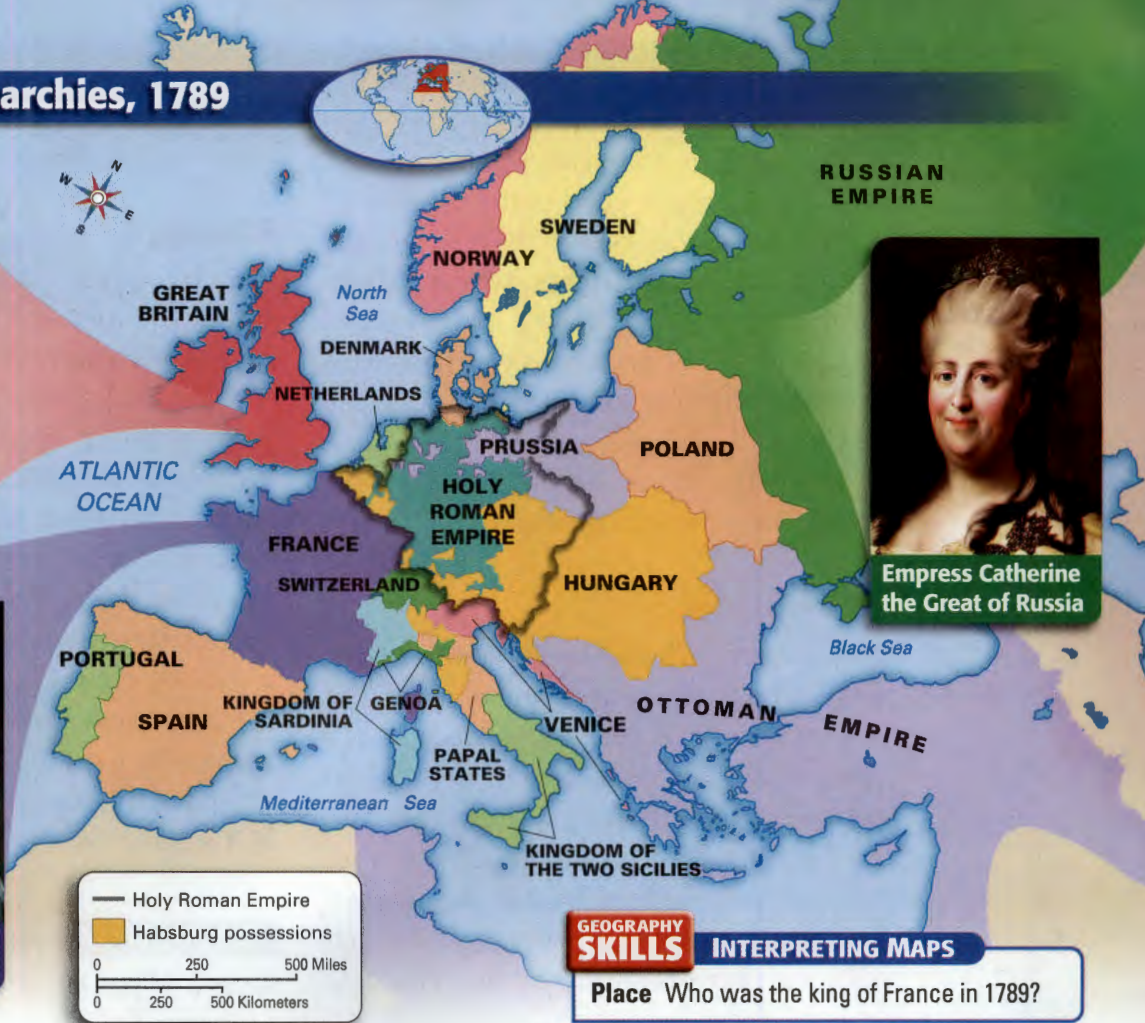 archies, 1789
N
W
E
S
RUSSIAN
EMPIRE
SWEDEN
NORWAY
GREAT
BRITAIN
North
Sea
DENMARK
NETHERLANDS
PRUSSIA
POLAND
ATLANTIC
OCEAN
HOLY
ROMAN
EMPIRE
FRANCE
SWITZERLAND
HUNGARY
Empress Catherine
the Great of Russia
Black Sea
PORTUGAL
SPAIN
KINGDOM OF
SARDINIA
GENOA
VENICE
OTTOMAN EMPIRE
PAPAL
STATES
Mediterranean Sea
KINGDOM OF
THE TWO SICILIES
Holy Roman Empire
Habsburg possessions
0 250 500 Miles
0 250 500 Kilometers
GEOGRAPHY
SKILLS INTERPRETING MAPS
Place Who was the king of France in 1789?